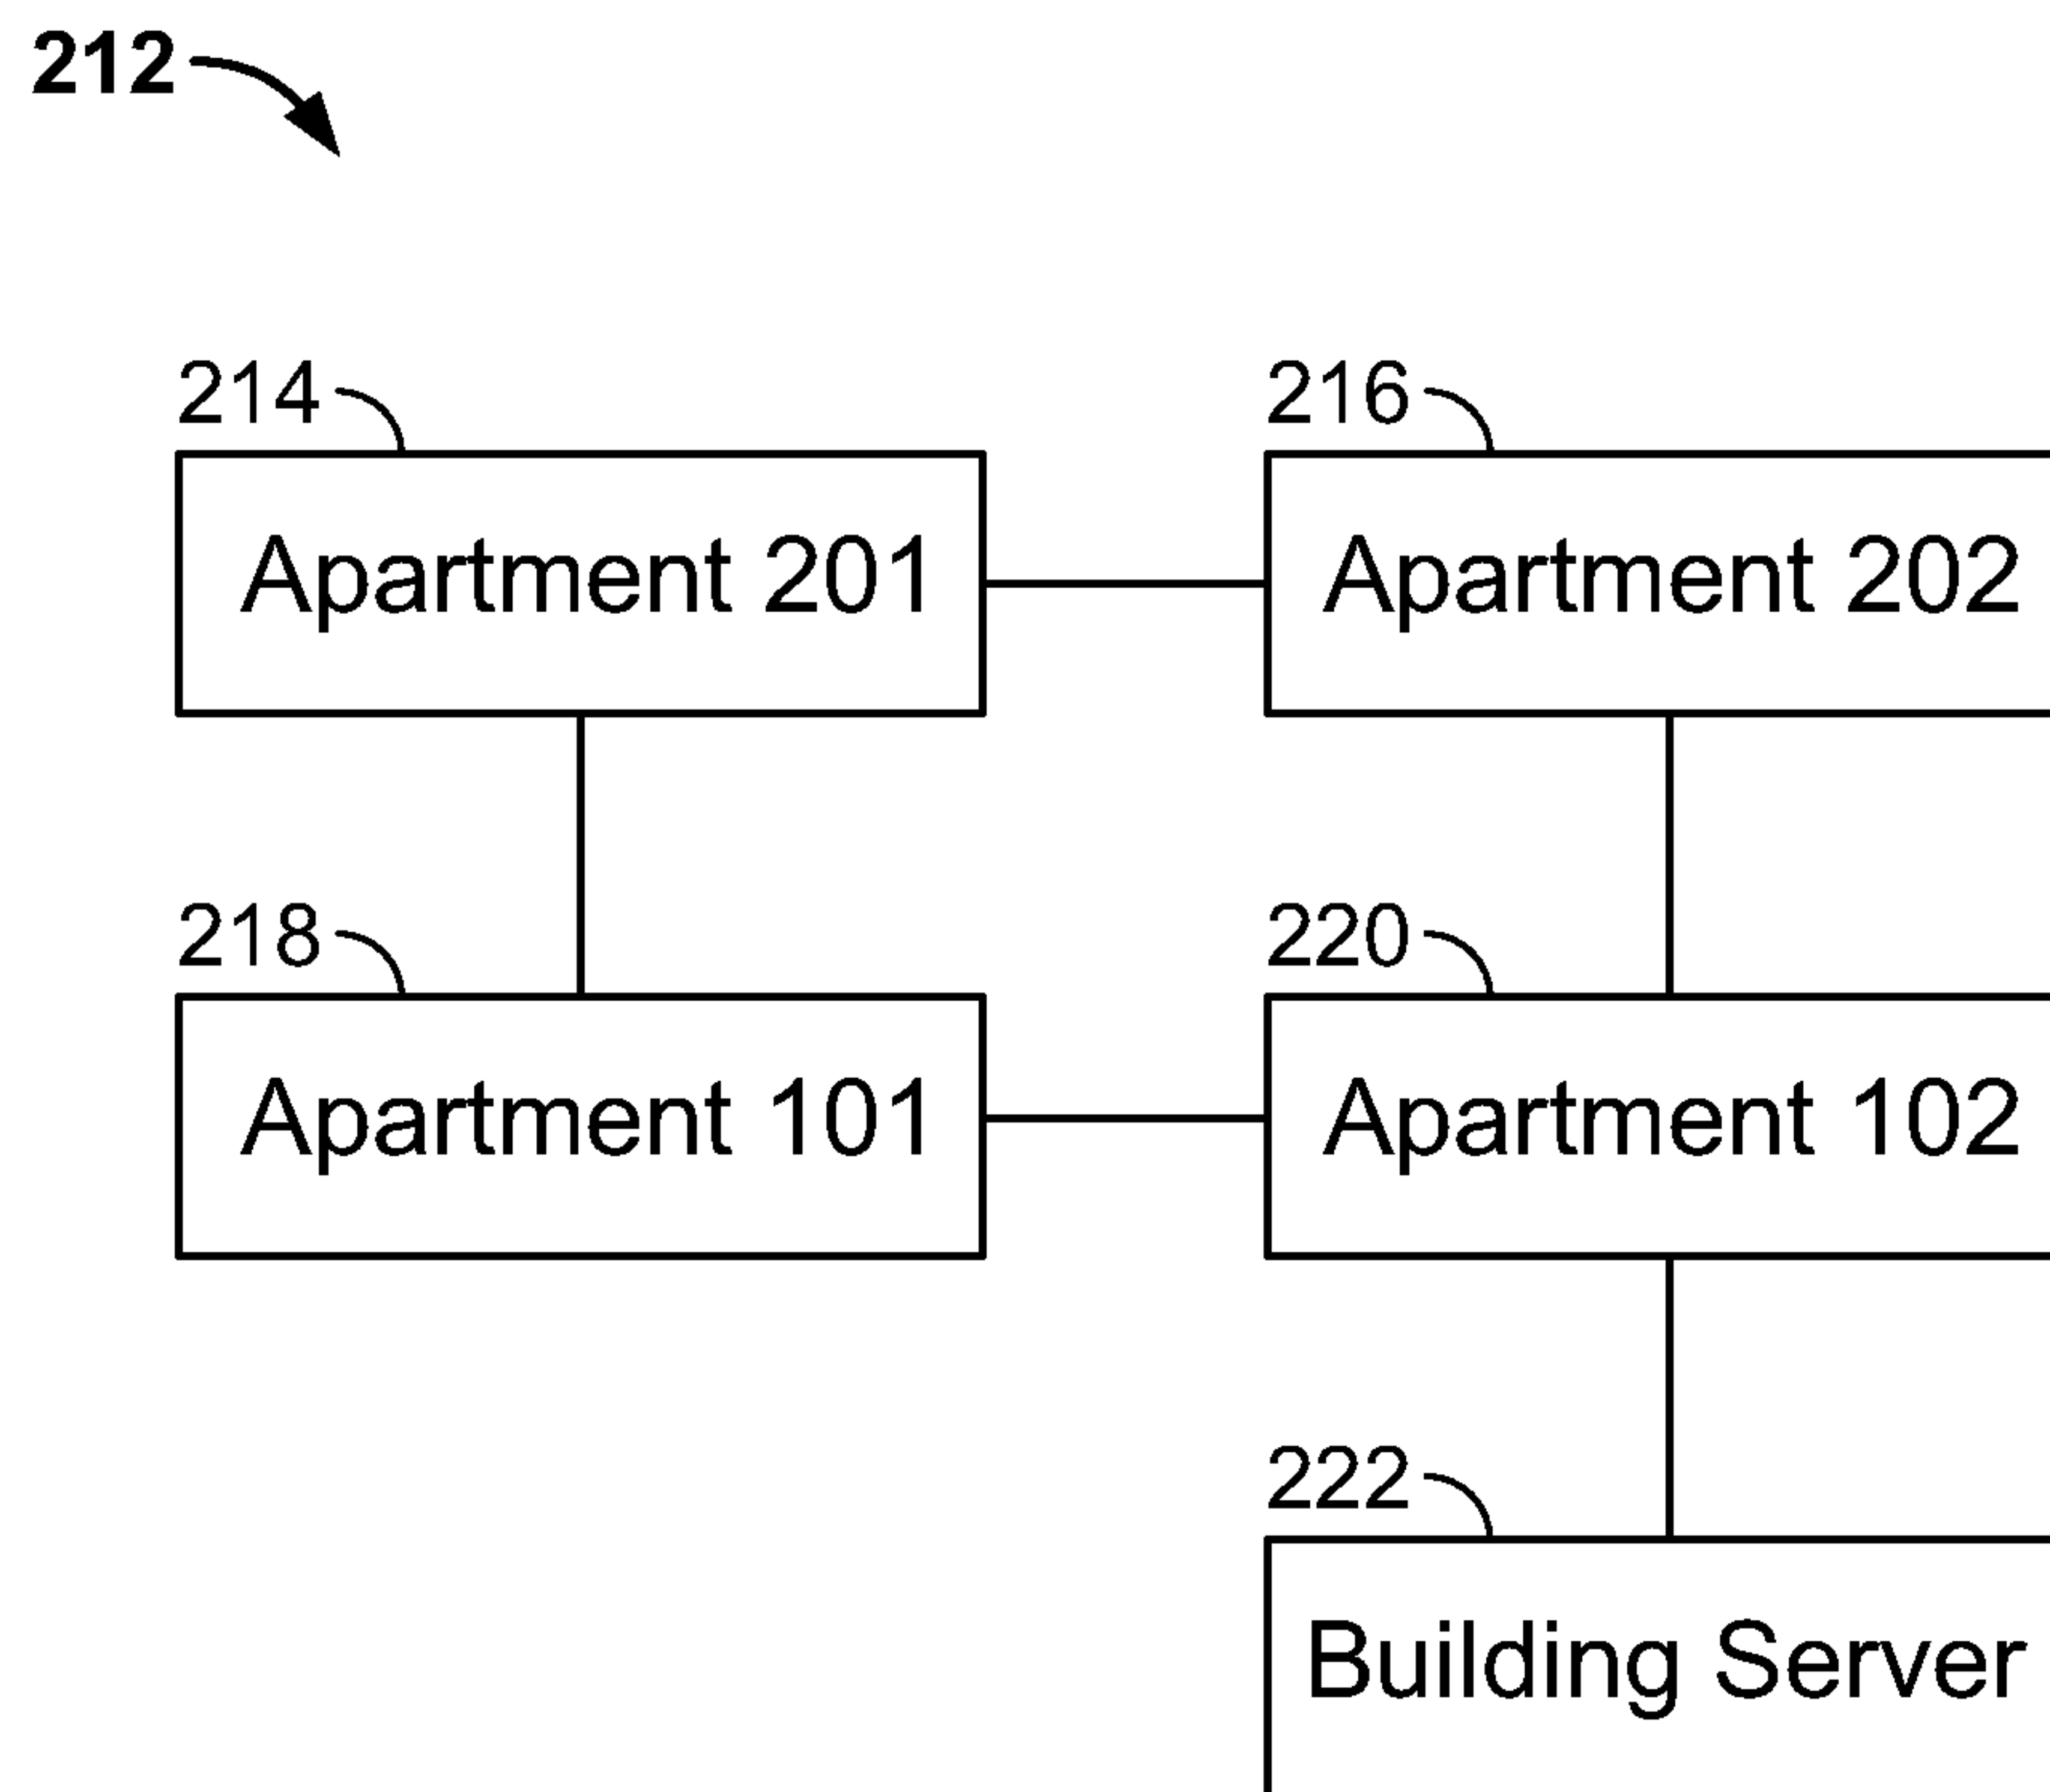 212
214
216
Apartment 201
Apartment 202
218
220
Apartment 101
Apartment 102
222
Building Server